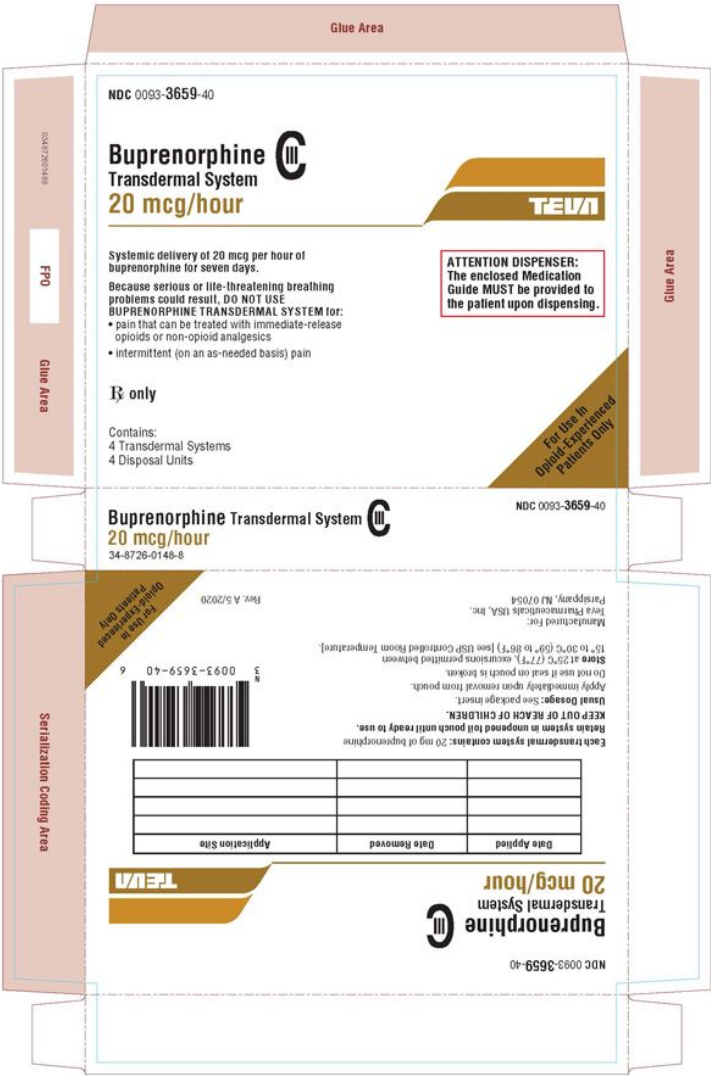 Glue Area
NDC 0093-3659-40
Buprenorphine CIII
Transdermal System
20 mcg/hour
TEVA
Systemic delivery of 20 mcg per hour of
buprenorphine for seven days.
Because serious or life-threatening breathing
problems could result, DO NOT USE
BUPRENORPHINE TRANSDERMAL SYSTEM for:
• pain that can be treated with immediate-release
opioids or non-opioid analgesics
• intermittent (on an as-needed basis) pain
ATTENTION DISPENSER:
The enclosed Medication
Guide MUST be provided to
the patient upon dispensing.
℞ only
Contains:
4 Transdermal Systems
4 Disposal Units
For Use In
Opioid-Experienced
Patients Only
FPO
Glue Area
Glue Area
Buprenorphine Transdermal System CIII
20 mcg/hour
34-8726-0148-8
NDC 0093-3659-40
NDC 0093-3659-40
Buprenorphine CIII
Transdermal System
20 mcg/hour
TEVA
Date Applied Date Removed Application Site
Each transdermal system contains: 20 mg of buprenorphine
Retain system in unopened foil pouch until ready to use.
KEEP OUT OF REACH OF CHILDREN.
Usual Dosage: See package insert.
Apply immediately upon removal from pouch.
Do not use if seal on pouch is broken.
Store at 25°C (77°F), excursions permitted between
15° to 30°C (59° to 86°F) [see USP Controlled Room Temperature].
Manufactured For:
Teva Pharmaceuticals USA, Inc.
Parsippany, NJ 07054
Rev. A 5/2020
N
3 0093-3659-40 6
For Use In
Opioid-Experienced
Patients Only
Serialization Coding Area